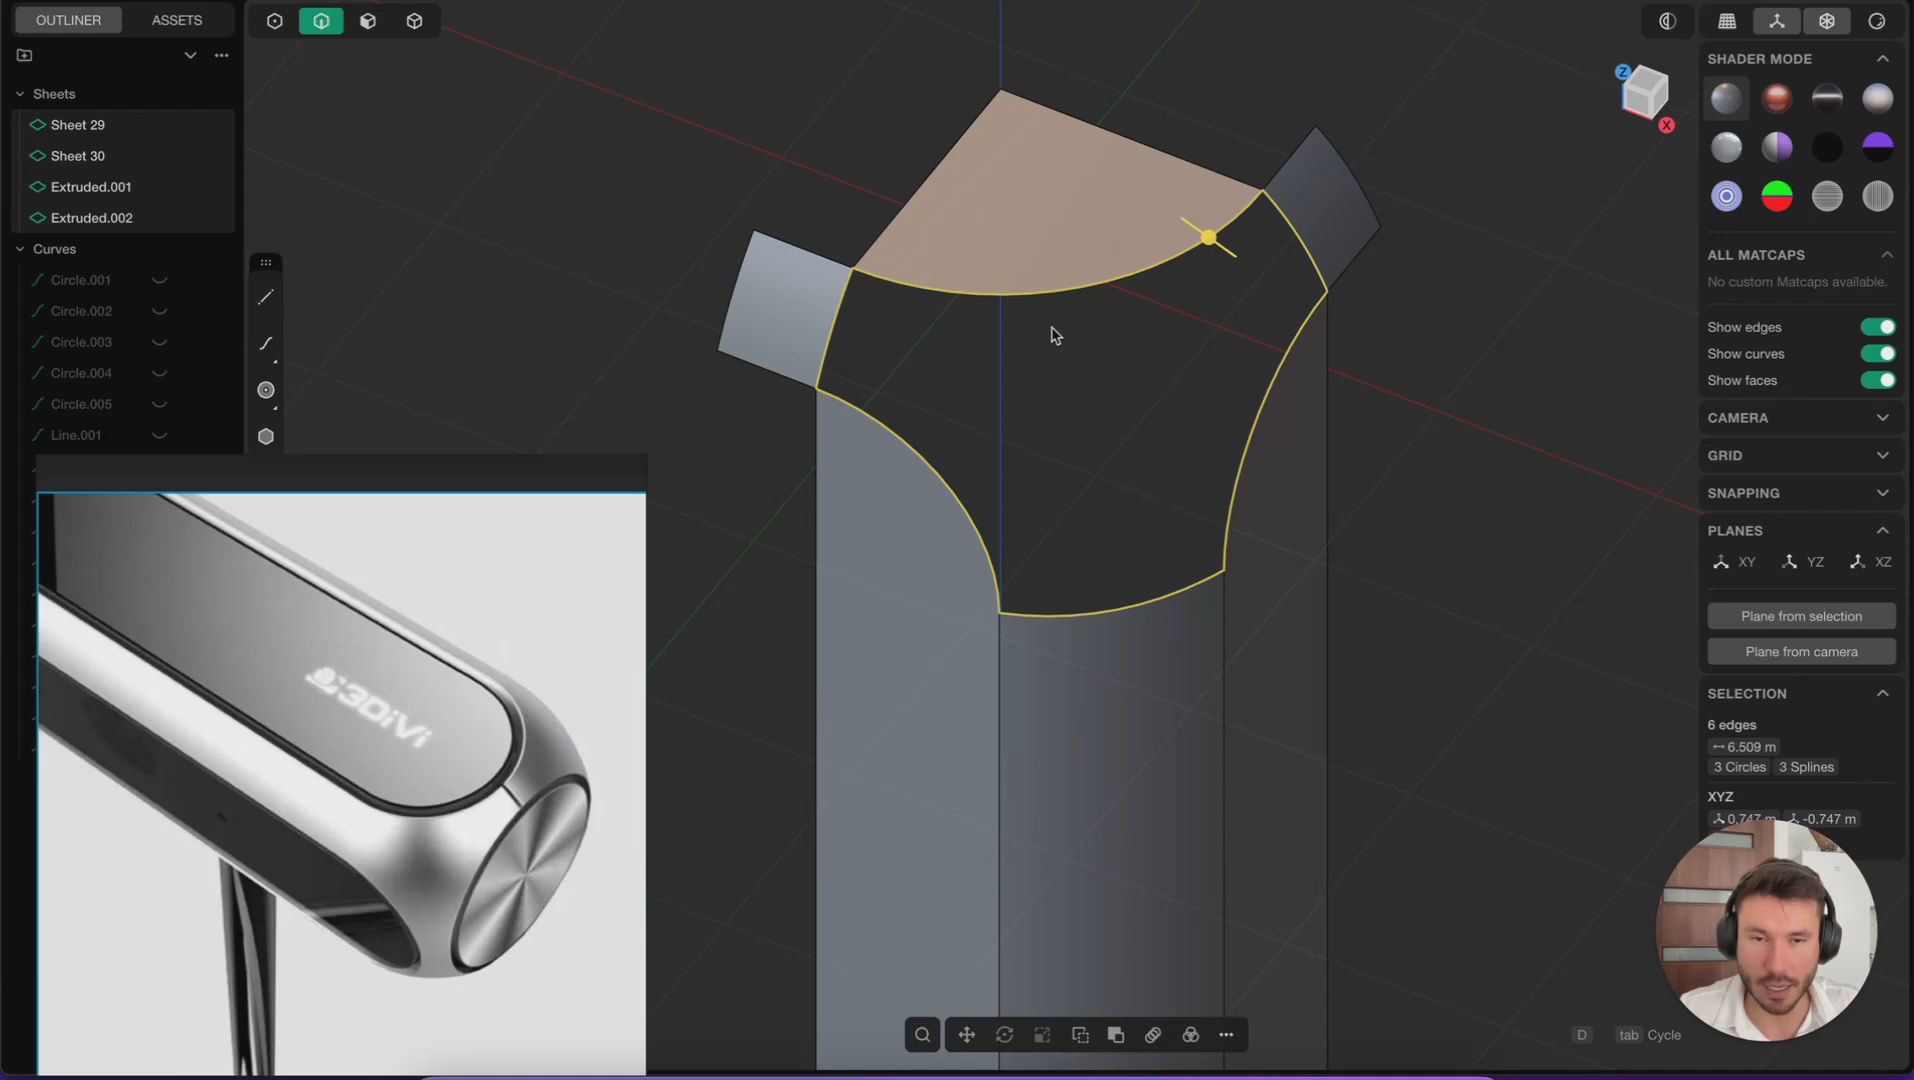 OUTLINER
ASSETS
Sheets
Sheet 29
Sheet 30
Extruded.001
Extruded.002
Curves
Circle.001
Circle.002
Circle.003
Circle.004
Circle.005
Line.001
3DiVi
Z
X
SHADER MODE
ALL MATCAPS
No custom Matcaps available.
Show edges
Show curves
Show faces
CAMERA
GRID
SNAPPING
PLANES
XY YZ XZ
Plane from selection
Plane from camera
SELECTION
6 edges
6.509 m
3 Circles 3 Splines
XYZ
0.747 m -0.747 m
D tab Cycle